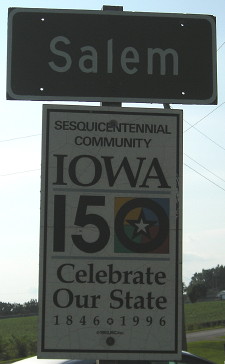 Salem
SESQUICENTENNIAL
COMMUNITY
IOWA
150
Celebrate
Our State
1846 1996